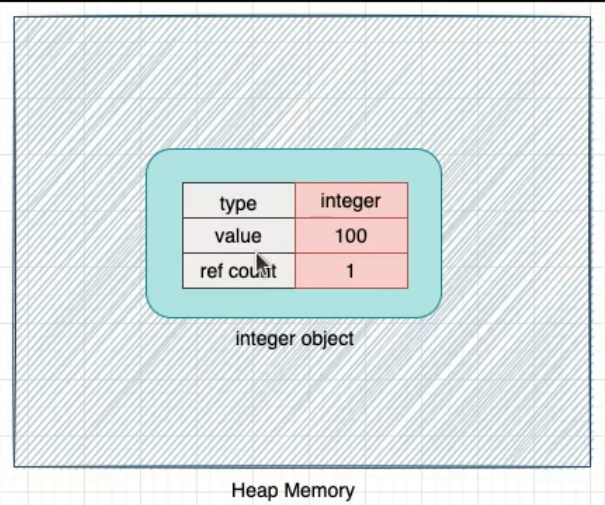 type integer
value 100
ref count 1
integer object
Heap Memory